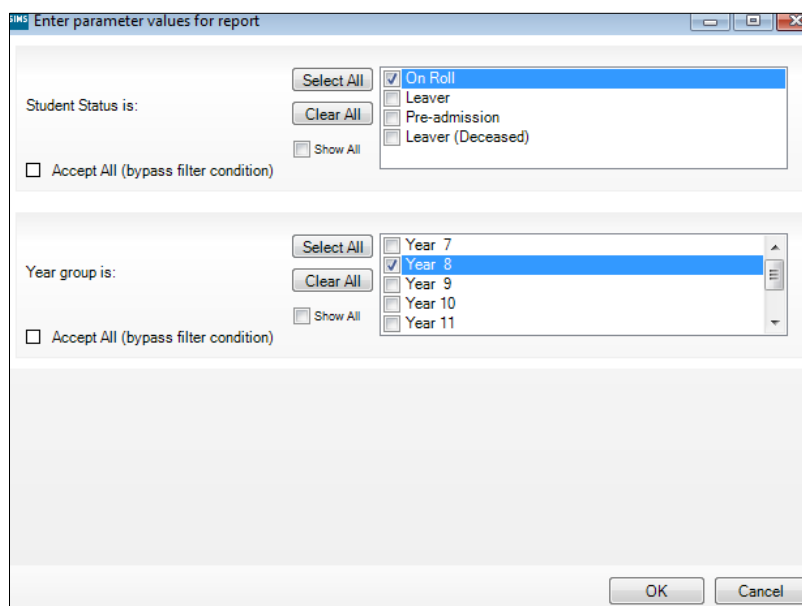 SIMS Enter parameter values for report
Student Status is:
Select All
Clear All
Show All
On Roll
Leaver
Pre-admission
Leaver (Deceased)
Accept All (bypass filter condition)
Year group is:
Select All
Clear All
Show All
Year 7
Year 8
Year 9
Year 10
Year 11
Accept All (bypass filter condition)
OK
Cancel